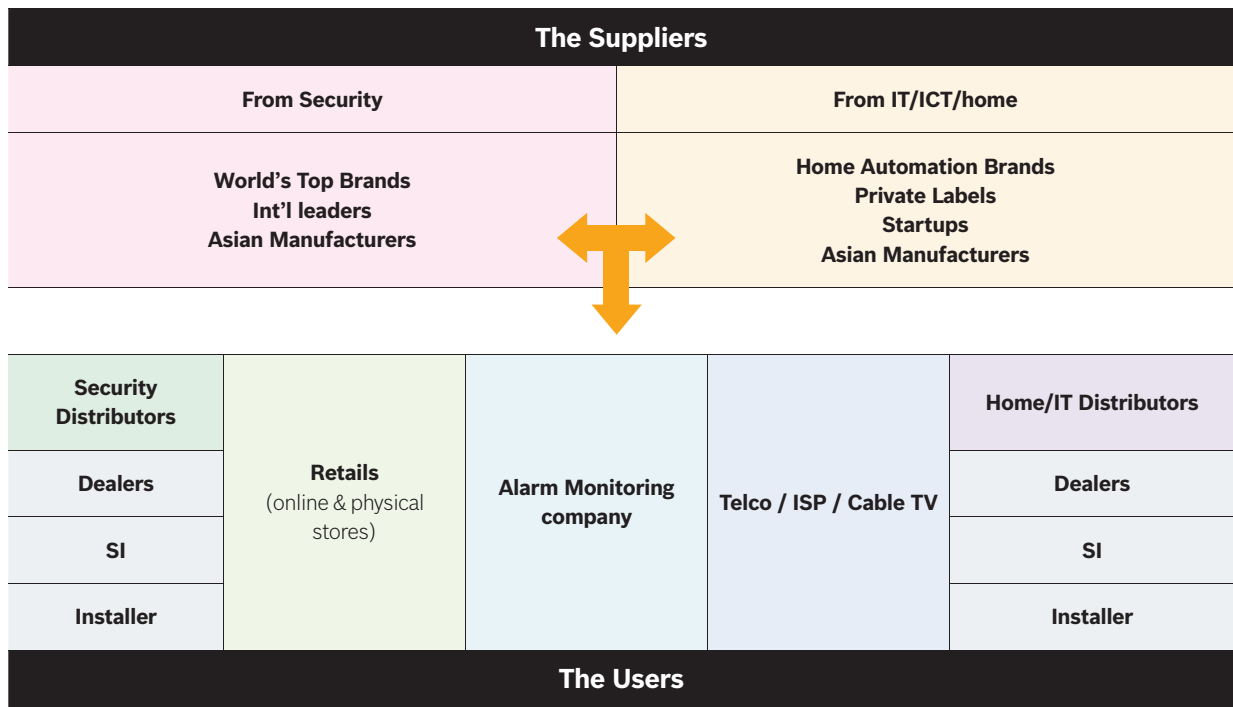 The Suppliers
From Security
From IT/ICT/home
World’s Top Brands
Int’l leaders
Asian Manufacturers
Home Automation Brands
Private Labels
Startups
Asian Manufacturers
Security
Distributors
Dealers
SI
Installer
Retails
(online & physical
stores)
Alarm Monitoring
company
Telco / ISP / Cable TV
Home/IT Distributors
Dealers
SI
Installer
The Users